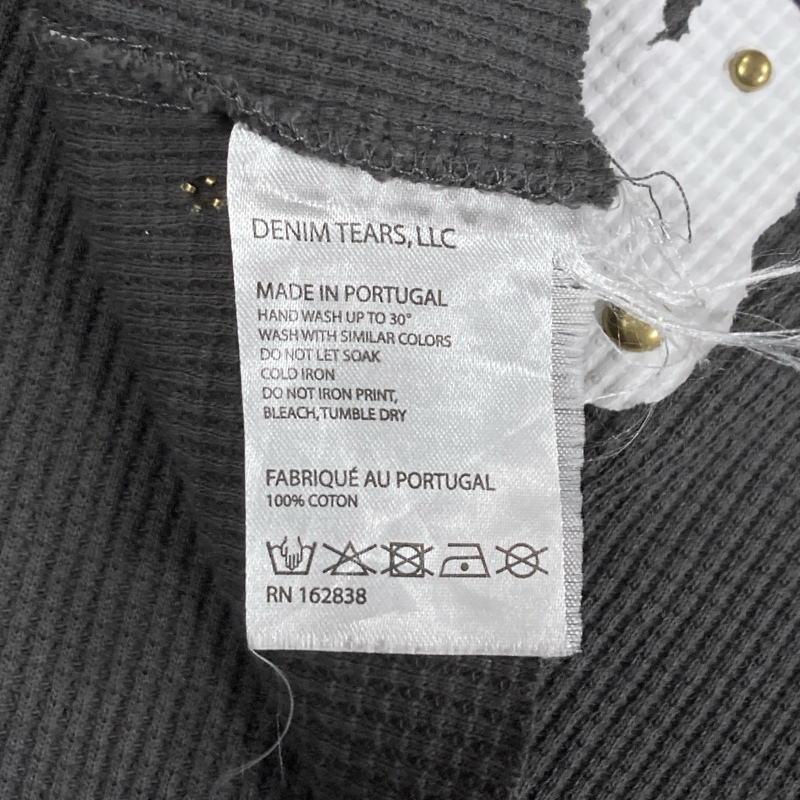 DENIM TEARS, LLC
MADE IN PORTUGAL
HAND WASH UP TO 30°
WASH WITH SIMILAR COLORS
DO NOT LET SOAK
COLD IRON
DO NOT IRON PRINT,
BLEACH, TUMBLE DRY
FABRIQUÉ AU PORTUGAL
100% COTON
RN 162838